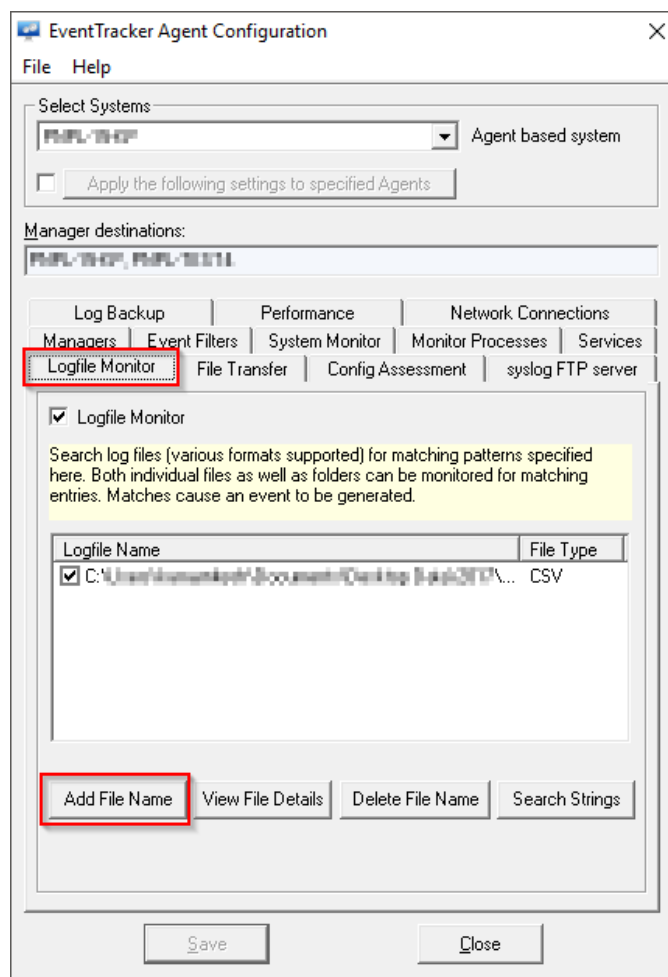 EventTracker Agent Configuration
File Help
Select Systems
Agent based system
Apply the following settings to specified Agents
Manager destinations:
Log Backup Performance Network Connections
Managers Event Filters System Monitor Monitor Processes Services
Logfile Monitor File Transfer Config Assessment syslog FTP server
Logfile Monitor
Search log files (various formats supported) for matching patterns specified
here. Both individual files as well as folders can be monitored for matching
entries. Matches cause an event to be generated.
Logfile Name File Type
C:\ \... CSV
Add File Name View File Details Delete File Name Search Strings
Save Close